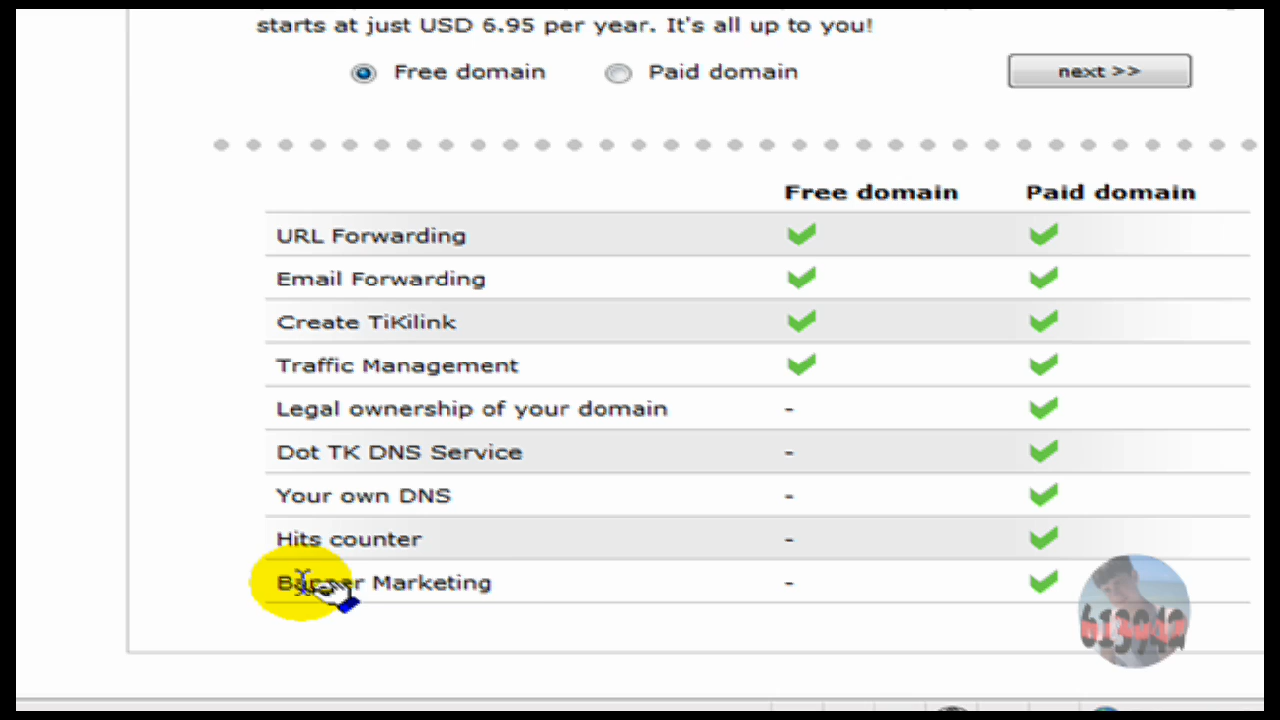 starts at just USD 6.95 per year. It's all up to you!
Free domain Paid domain next >>
Free domain Paid domain
URL Forwarding
Email Forwarding
Create TiKilink
Traffic Management
Legal ownership of your domain -
Dot TK DNS Service -
Your own DNS -
Hits counter -
Banner Marketing -
613942